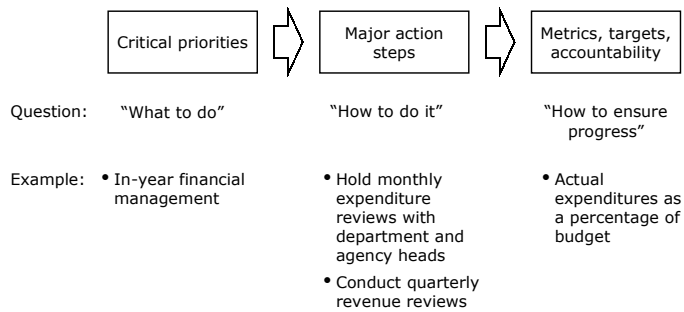 Critical priorities
Major action
steps
Metrics, targets,
accountability
Question:
“What to do”
“How to do it”
“How to ensure
progress”
Example:
• In-year financial
management
• Hold monthly
expenditure
reviews with
department and
agency heads
• Conduct quarterly
revenue reviews
• Actual
expenditures as
a percentage of
budget